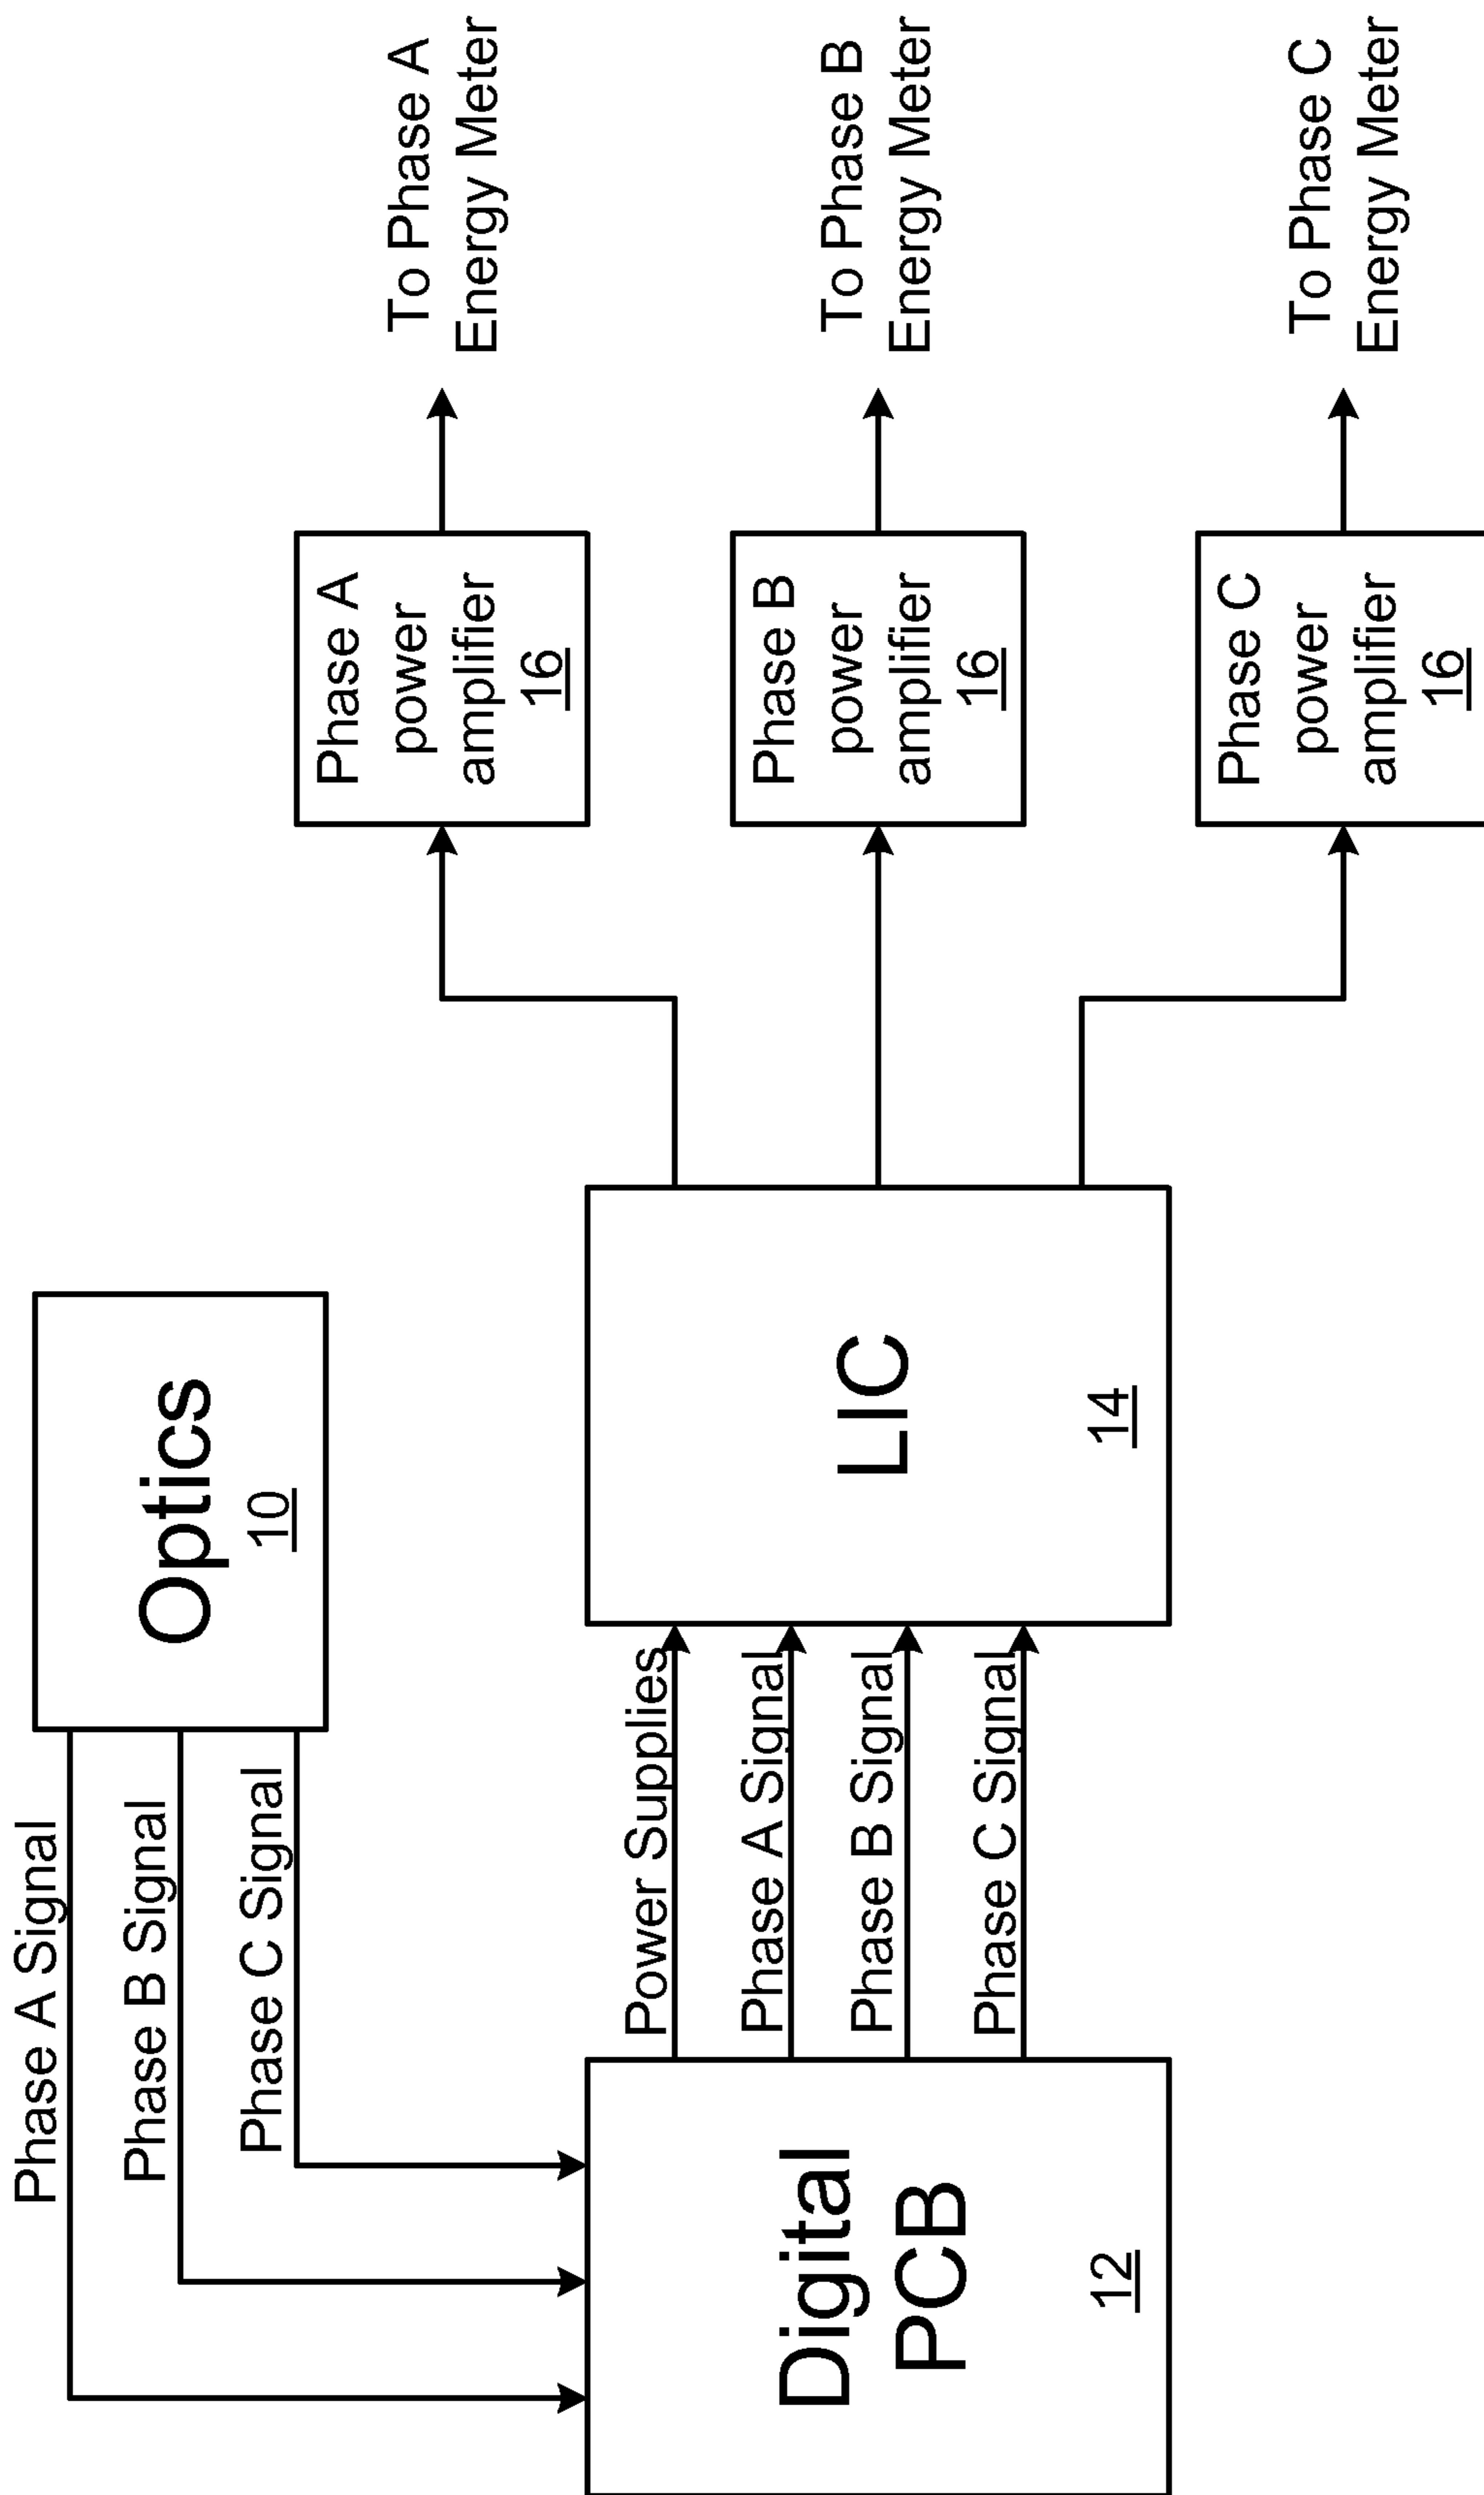 Phase A Signal
Phase B Signal
Phase C Signal
Optics
10
Digital
PCB
12
Power Supplies
Phase A Signal
Phase B Signal
Phase C Signal
LIC
14
Phase A
power
amplifier
16
To Phase A
Energy Meter
Phase B
power
amplifier
16
To Phase B
Energy Meter
Phase C
power
amplifier
16
To Phase C
Energy Meter